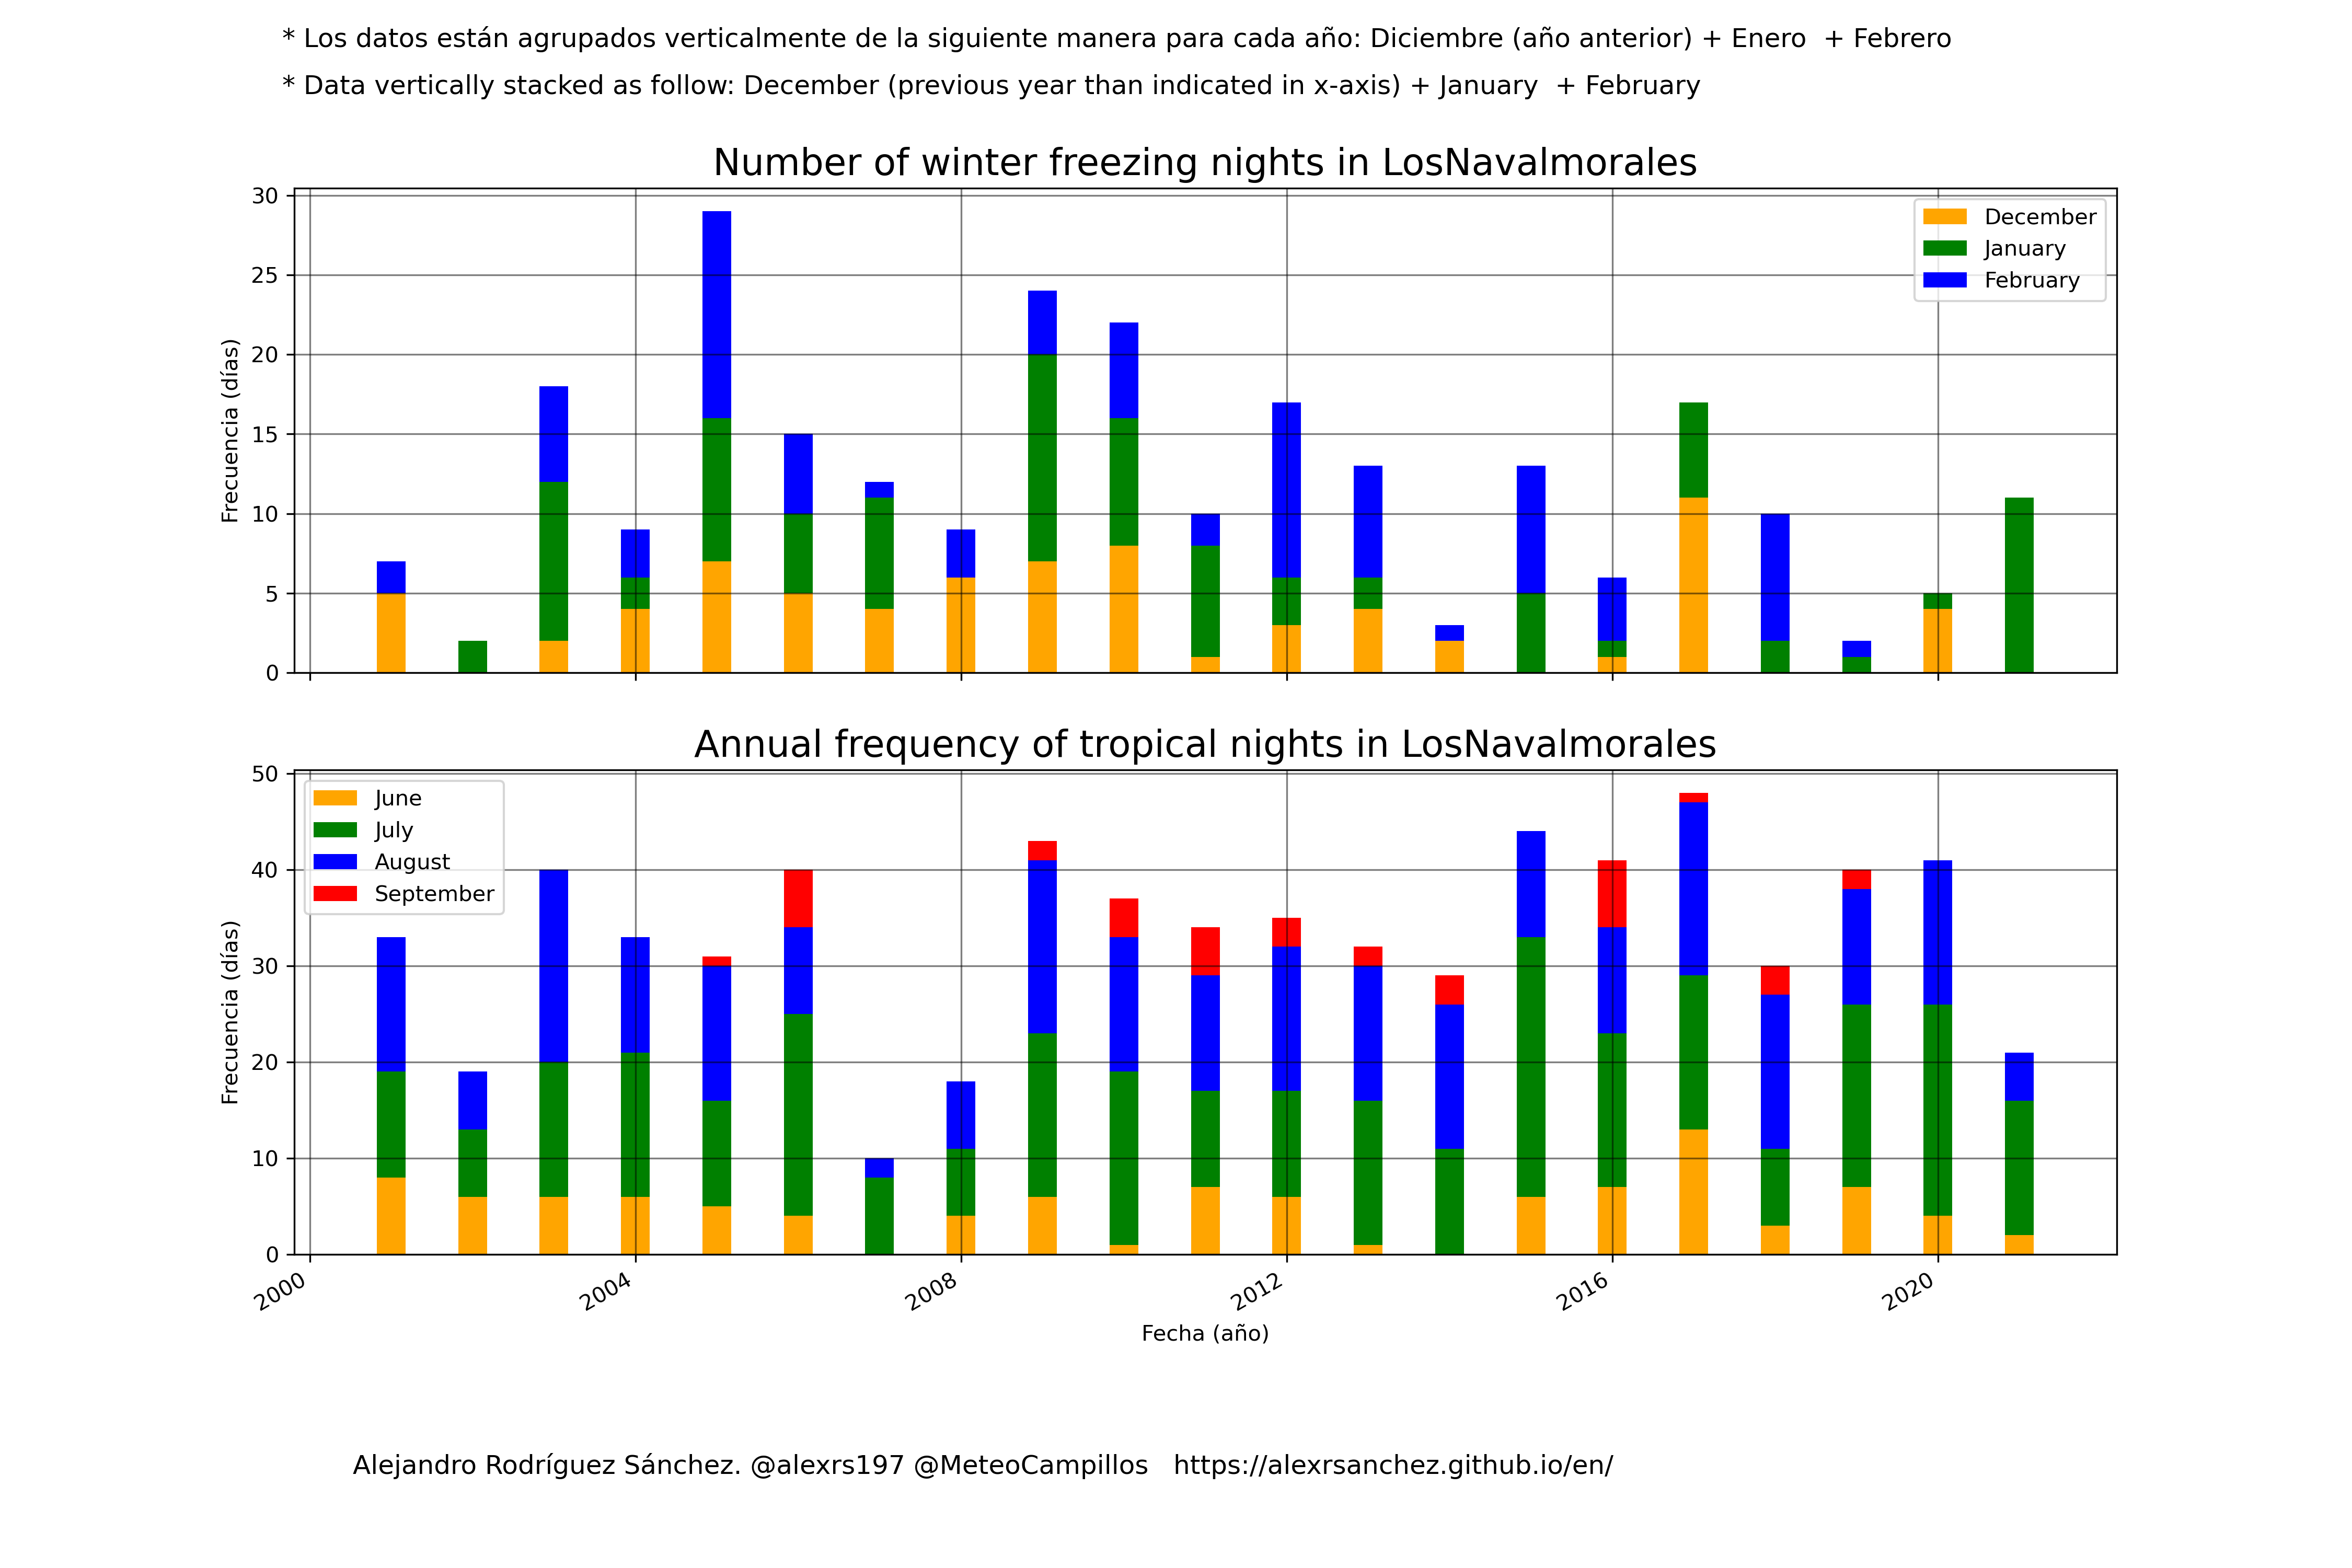 * Los datos están agrupados verticalmente de la siguiente manera para cada año: Diciembre (año anterior) + Enero  + Febrero
* Data vertically stacked as follow: December (previous year than indicated in x-axis) + January  + February
Number of winter freezing nights in LosNavalmorales
30
25
20
15
10
5
0
Frecuencia (días)
December
January
February
Annual frequency of tropical nights in LosNavalmorales
50
40
30
20
10
0
Frecuencia (días)
June
July
August
September
2000
2004
2008
2012
2016
2020
Fecha (año)
Alejandro Rodríguez Sánchez. @alexrs197 @MeteoCampillos   https://alexrsanchez.github.io/en/